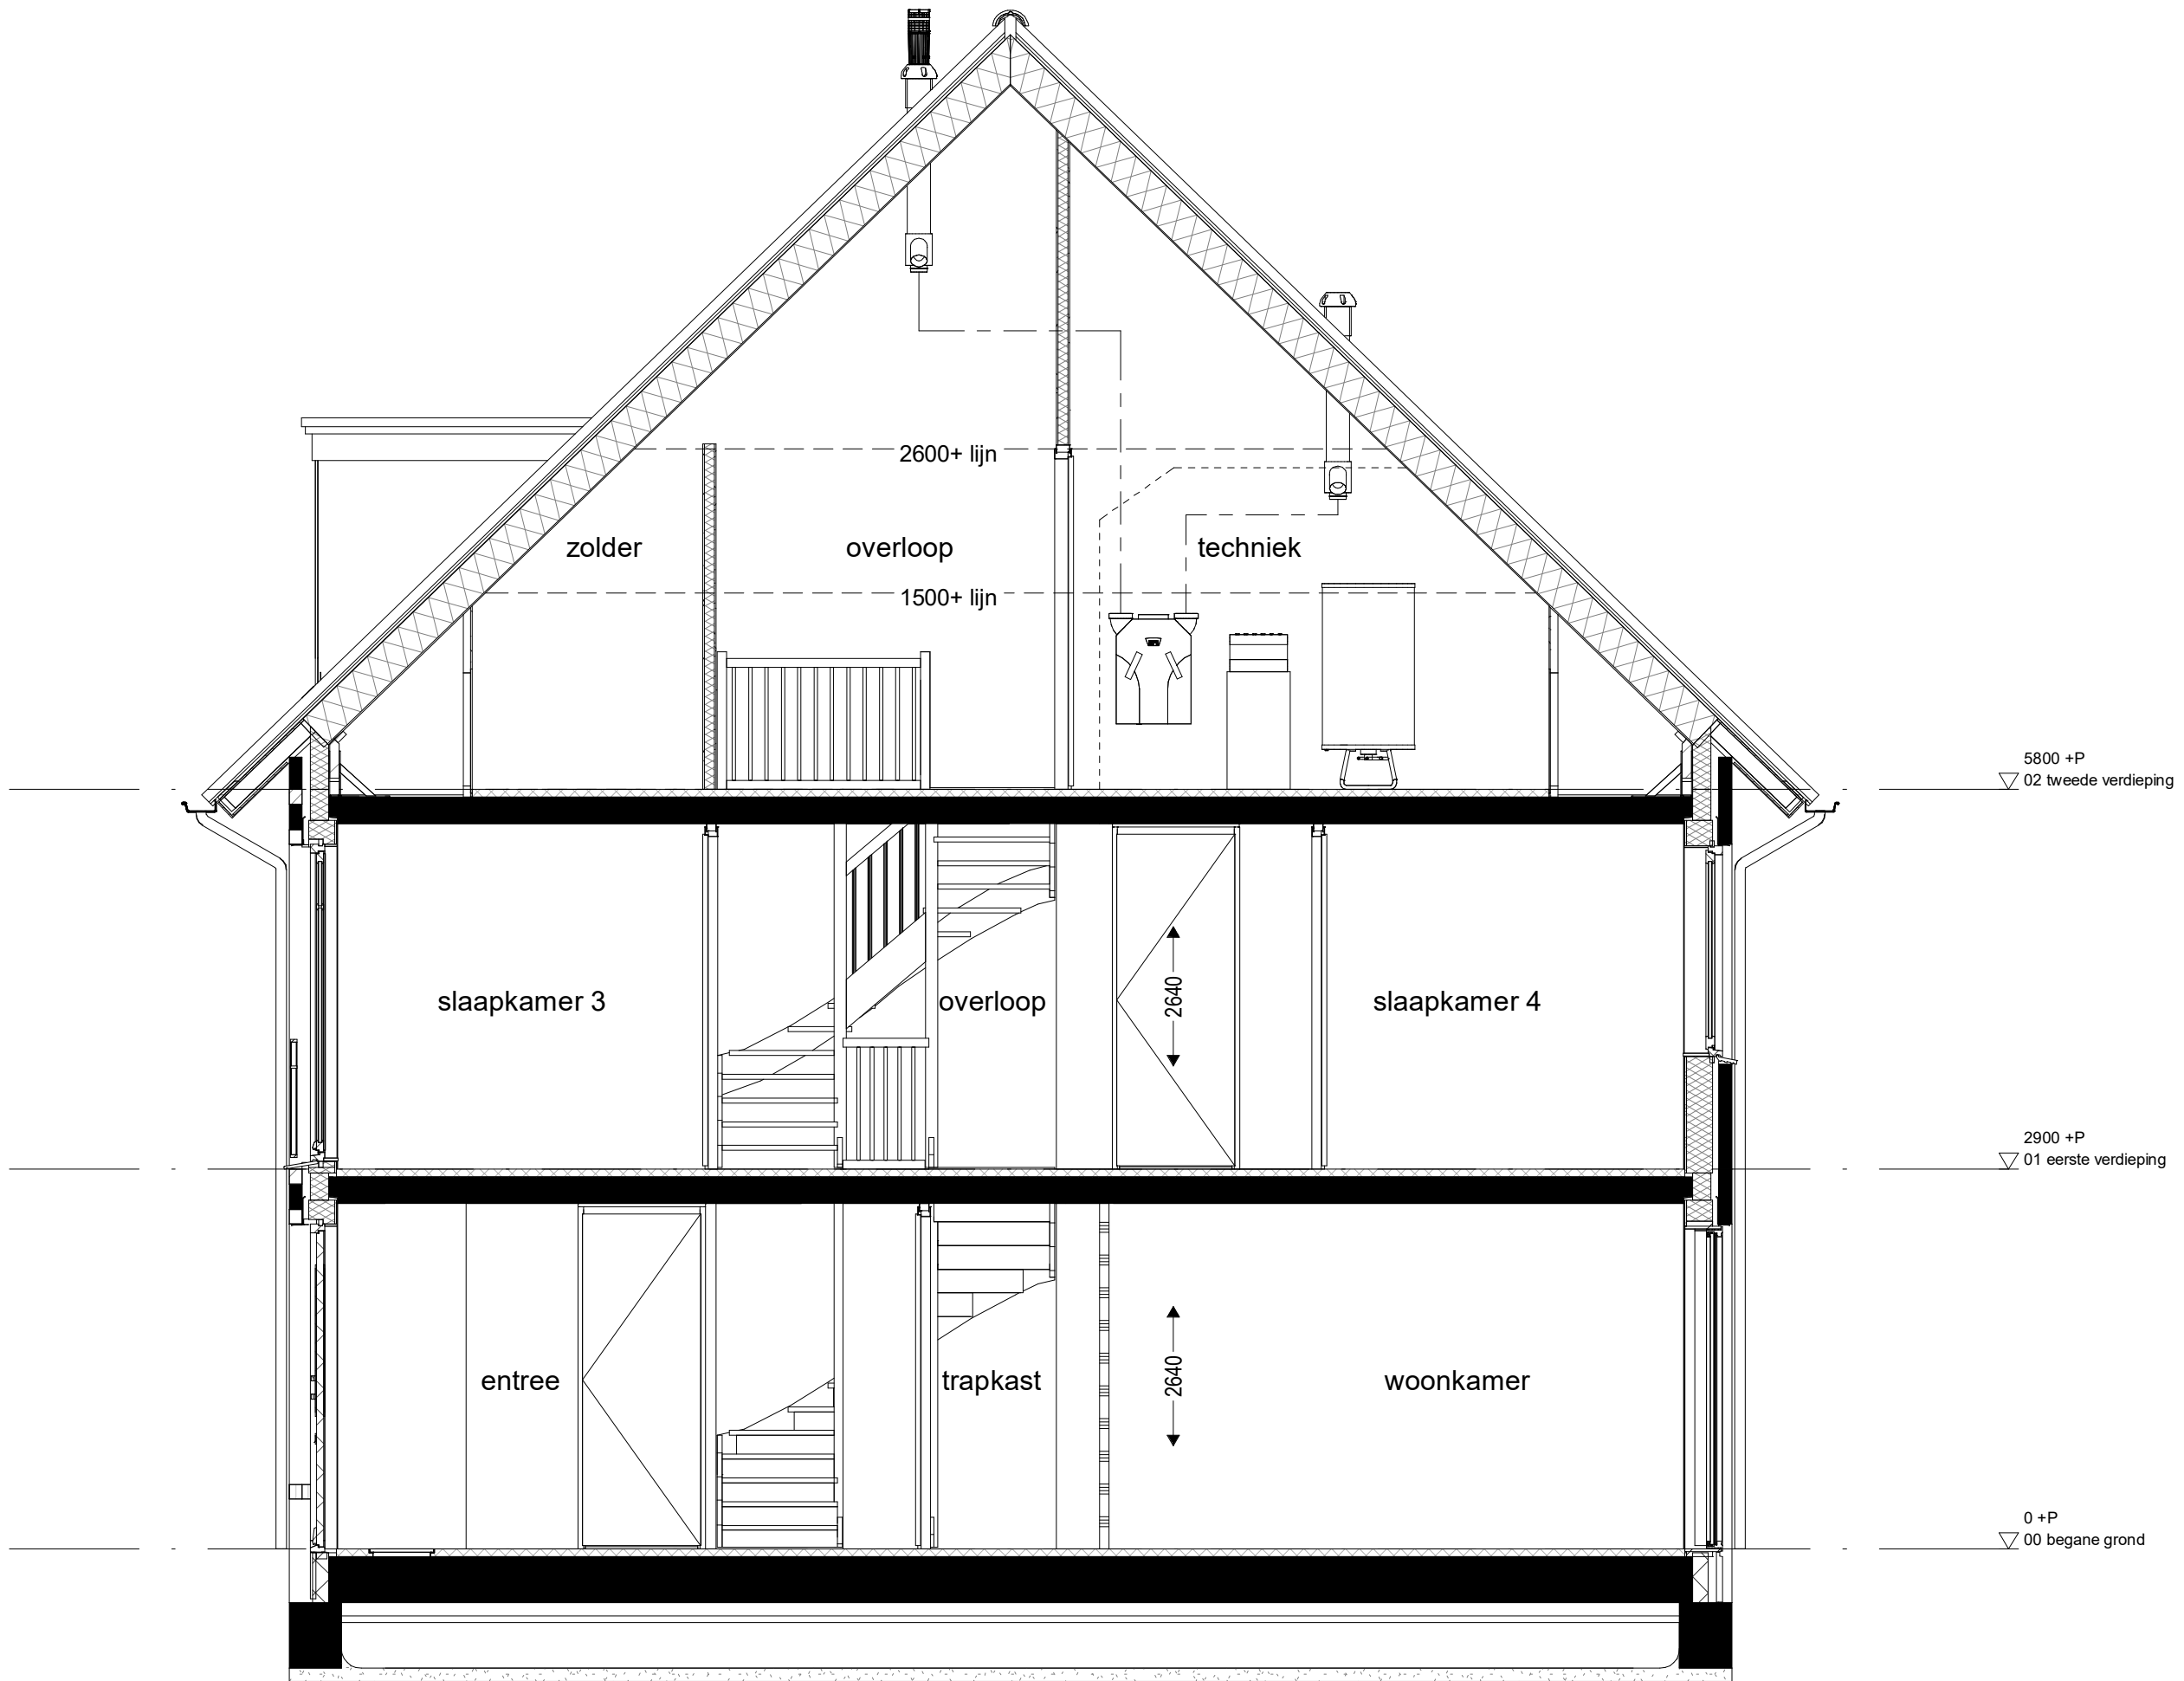 2600+ lijn
zolder
overloop
techniek
1500+ lijn
5800 +P
02 tweede verdieping
slaapkamer 3
overloop
2640
slaapkamer 4
2900 +P
01 eerste verdieping
entree
trapkast
2640
woonkamer
0 +P
00 begane grond